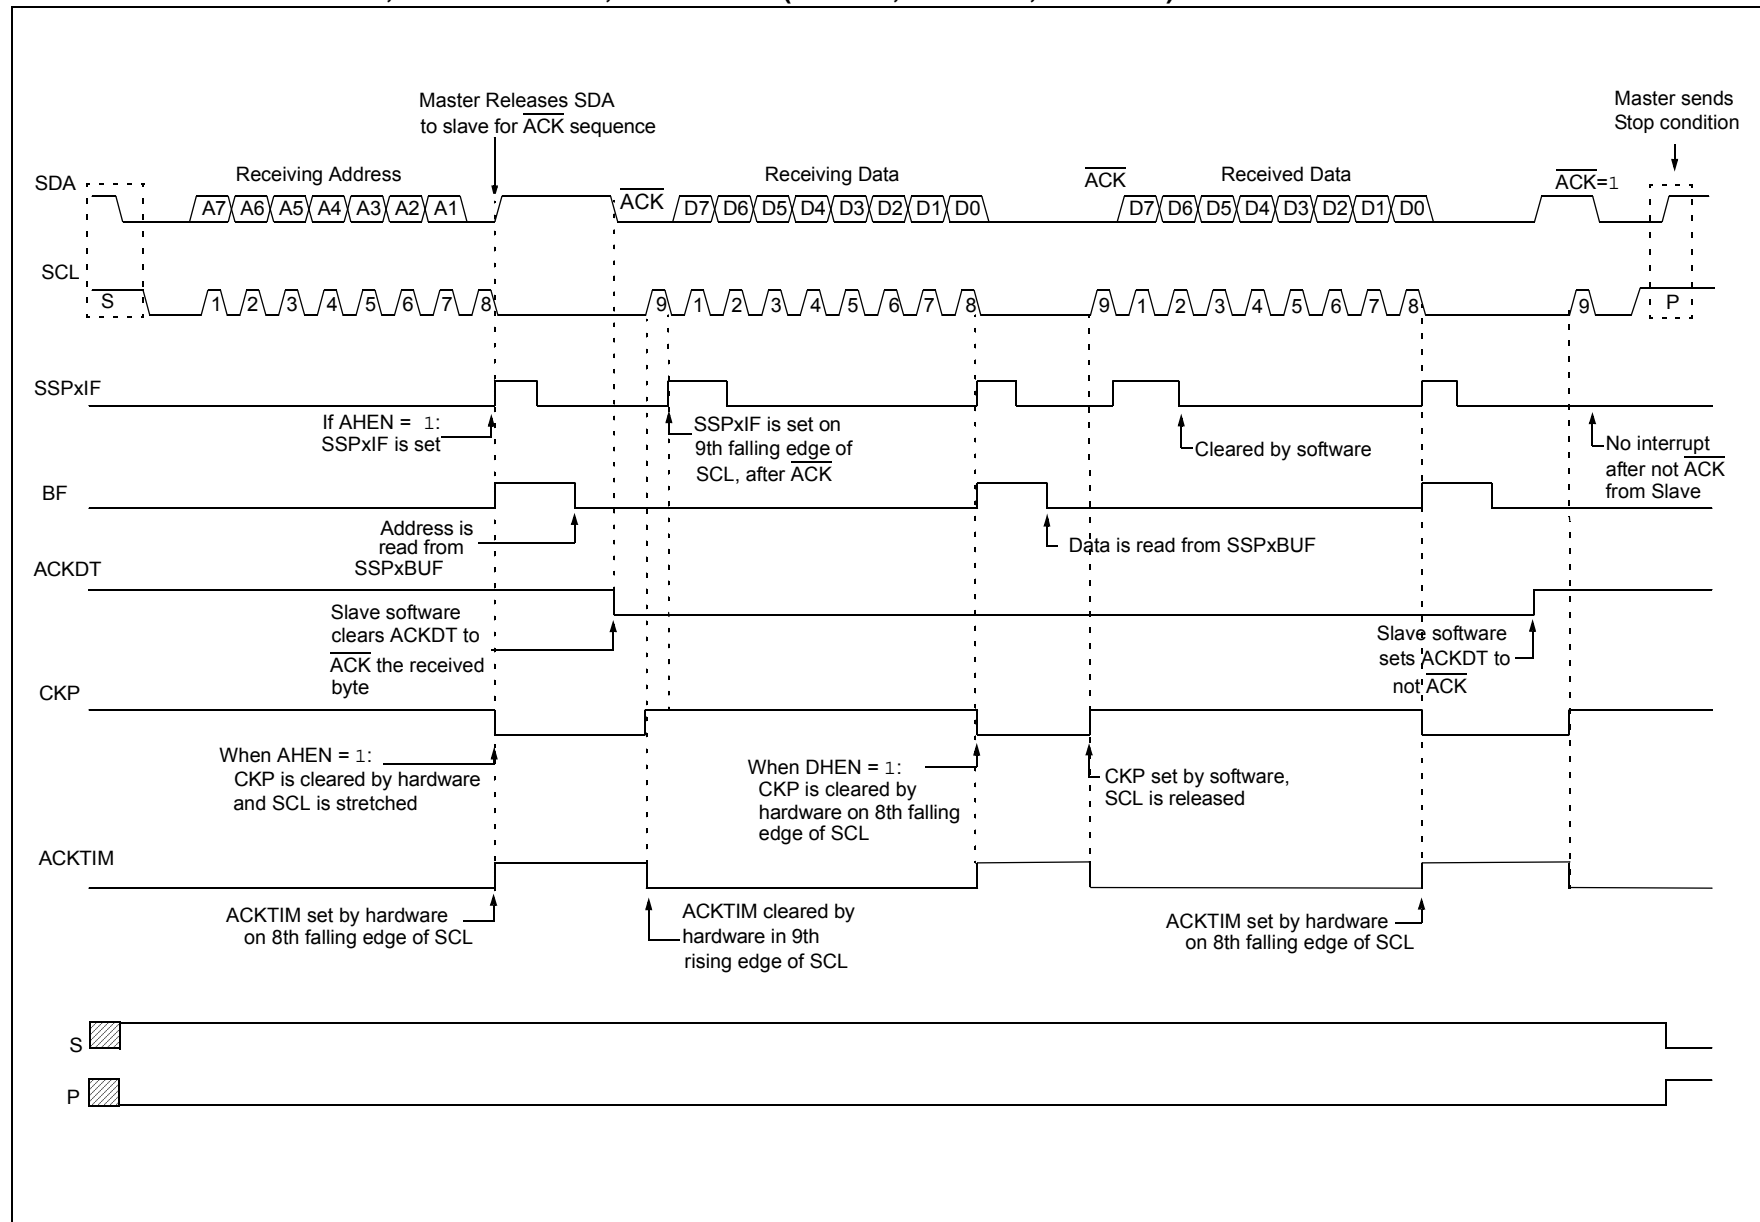 Master Releases SDA
to slave for ACK sequence
Master sends
Stop condition
SDA
Receiving Address
ACK
Receiving Data
ACK
Received Data
ACK=1
A7 A6 A5 A4 A3 A2 A1
D7 D6 D5 D4 D3 D2 D1 D0
D7 D6 D5 D4 D3 D2 D1 D0
SCL
S
1 2 3 4 5 6 7 8
9 1 2 3 4 5 6 7 8
9 1 2 3 4 5 6 7 8
9
P
SSPxIF
If AHEN = 1:
SSPxIF is set
SSPxIF is set on
9th falling edge of
SCL, after ACK
Cleared by software
No interrupt
after not ACK
from Slave
BF
Address is
read from
SSPxBUF
Data is read from SSPxBUF
ACKDT
Slave software
clears ACKDT to
ACK the received
byte
Slave software
sets ACKDT to
not ACK
CKP
When AHEN = 1:
CKP is cleared by hardware
and SCL is stretched
When DHEN = 1:
CKP is cleared by
hardware on 8th falling
edge of SCL
CKP set by software,
SCL is released
ACKTIM
ACKTIM set by hardware
on 8th falling edge of SCL
ACKTIM cleared by
hardware in 9th
rising edge of SCL
ACKTIM set by hardware
on 8th falling edge of SCL
S
P